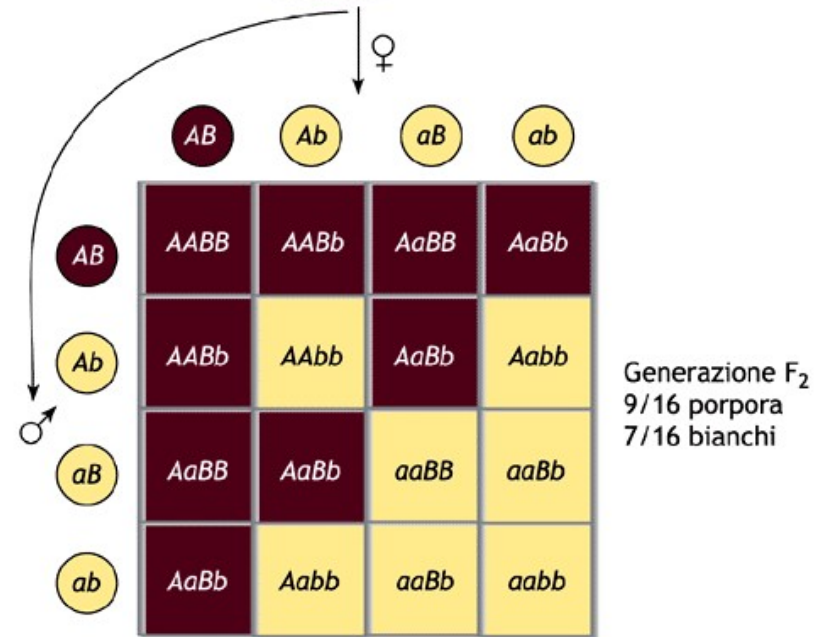 ♀
AB Ab aB ab
AB AABB AABb AaBB AaBb
Ab AABb AAbb AaBb Aabb
♂
aB AaBB AaBb aaBB aaBb
ab AaBb Aabb aaBb aabb
Generazione F₂
9/16 porpora
7/16 bianchi